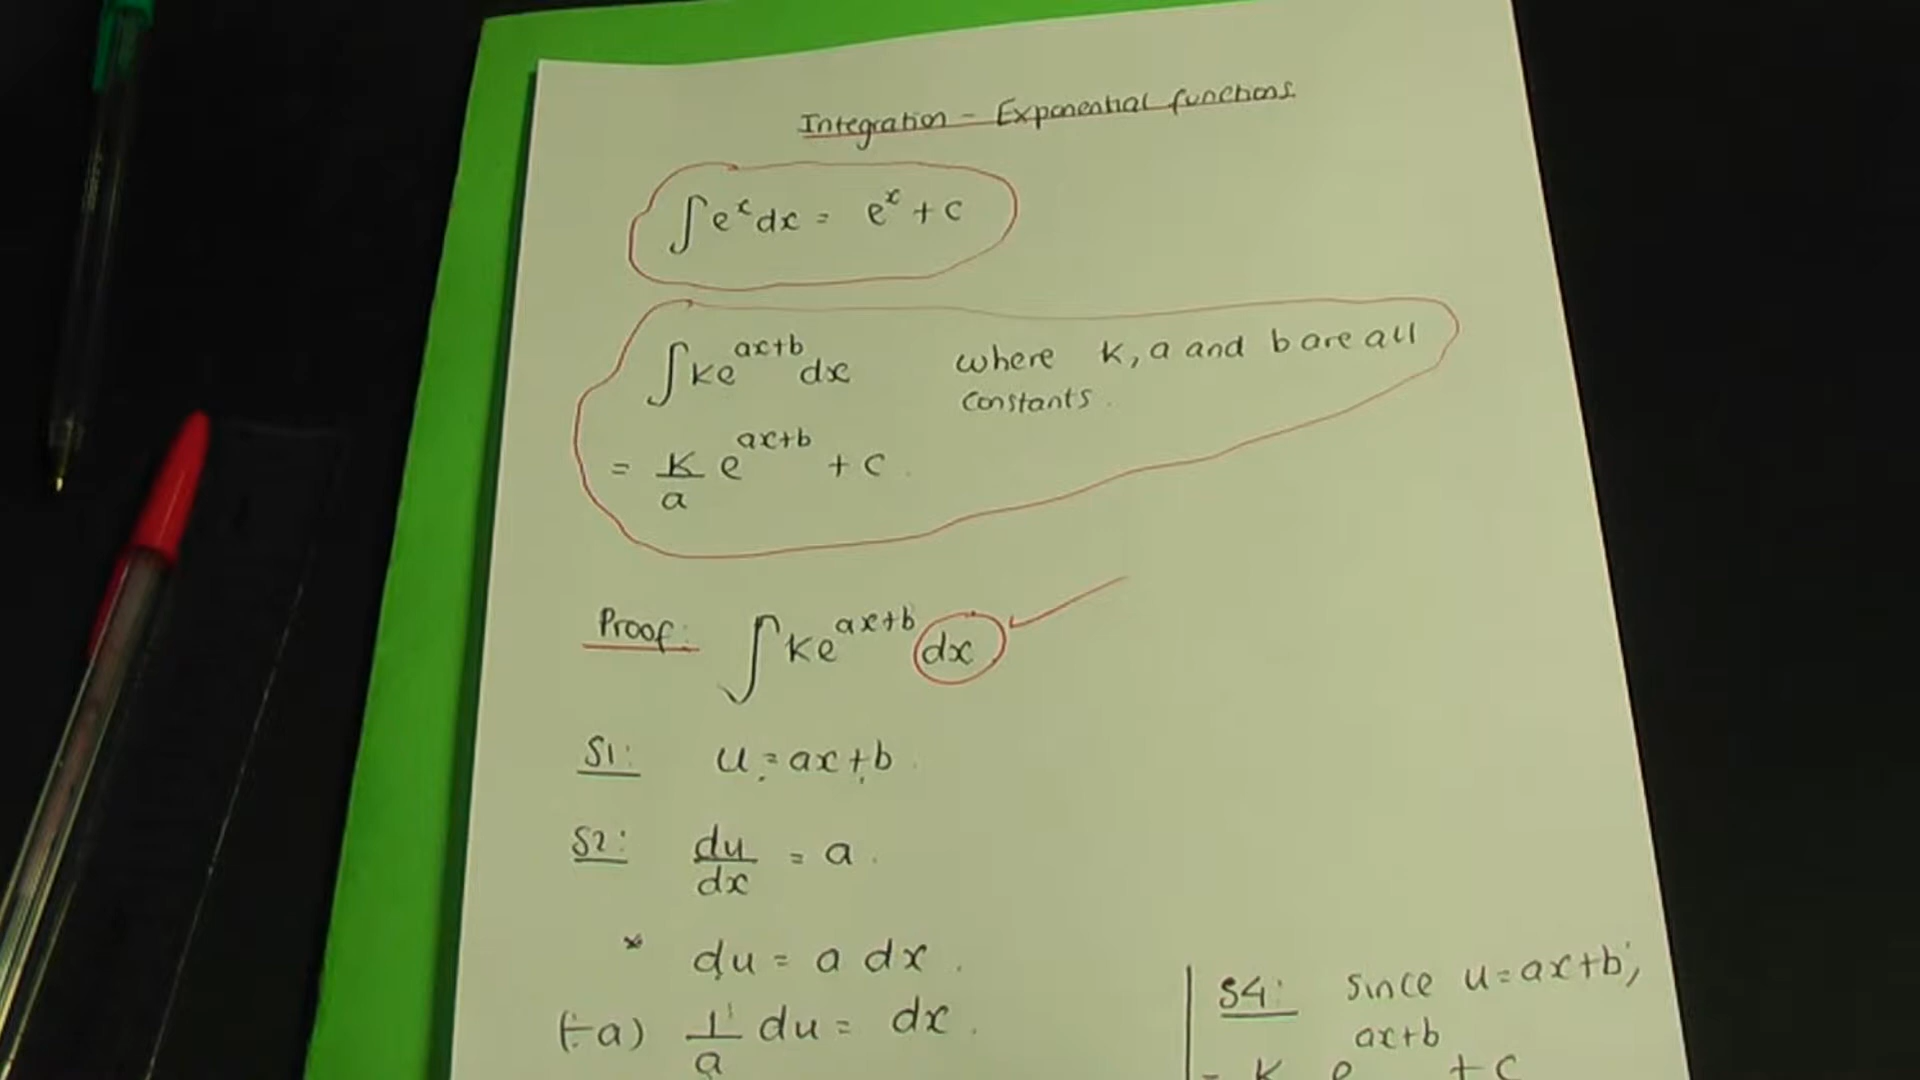 Integration - Exponential functions.
∫e^x dx = e^x + c
∫ke^(ax+b) dx where k, a and b are all
constants.
= k/a e^(ax+b) + c.
Proof: ∫ke^(ax+b) dx
S1: u = ax+b.
S2: du/dx = a.
* du = a dx.
(÷a) 1/a du = dx.
S4: since u = ax+b,
= k e^(ax+b) + c